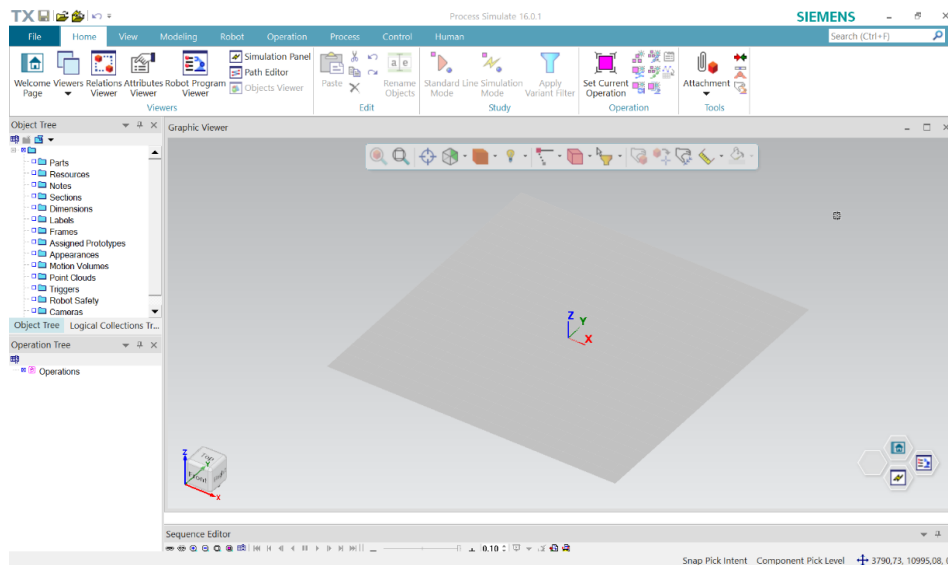 TX
Process Simulate 16.0.1
SIEMENS
File Home View Modeling Robot Operation Process Control Human
Search (Ctrl+F)
Welcome Page
Viewers
Relations Viewer
Attributes Viewer
Robot Program Viewer
Simulation Panel
Path Editor
Objects Viewer
Paste
Rename Objects
Standard Mode
Line Simulation Mode
Apply Variant Filter
Set Current Operation
Attachment
Viewers Edit Study Operation Tools
Object Tree
Graphic Viewer
Parts
Resources
Notes
Sections
Dimensions
Labels
Frames
Assigned Prototypes
Appearances
Motion Volumes
Point Clouds
Triggers
Robot Safety
Cameras
Object Tree Logical Collections Tr...
Operation Tree
Operations
Z
Y
X
Z
Y
Top
Front
X
Sequence Editor
0.10
Snap Pick Intent Component Pick Level 3790,73, 10995,08,